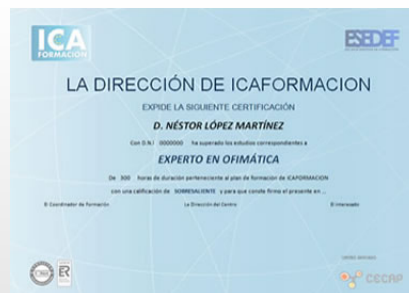 ICA
FORMACIÓN
ESEDEF
LA DIRECCIÓN DE ICAFORMACION
EXPIDE LA SIGUIENTE CERTIFICACIÓN
D. NÉSTOR LÓPEZ MARTÍNEZ
Con D.N.I 0000000 ha superado los estudios correspondientes a
EXPERTO EN OFIMÁTICA
De 300 horas de duración perteneciente al plan de formación de ICAFORMACION
con una calificación de SOBRESALIENTE y para que conste firmo el presente en ...
El Coordinador de Formación La Dirección del Centro El interesado
CECAP